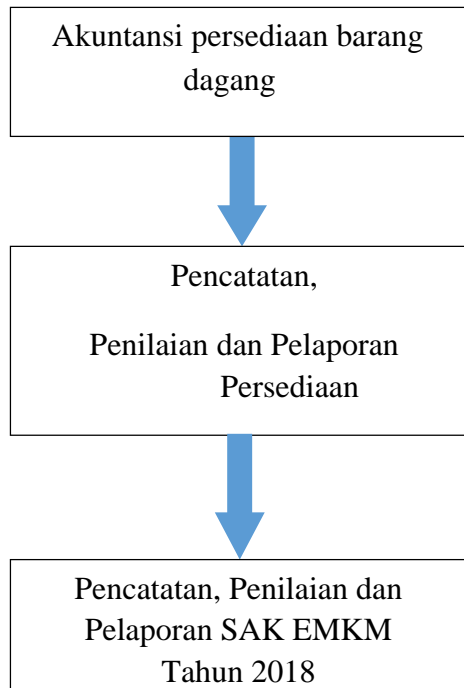 Akuntansi persediaan barang
dagang
Pencatatan,
Penilaian dan Pelaporan
Persediaan
Pencatatan, Penilaian dan
Pelaporan SAK EMKM
Tahun 2018